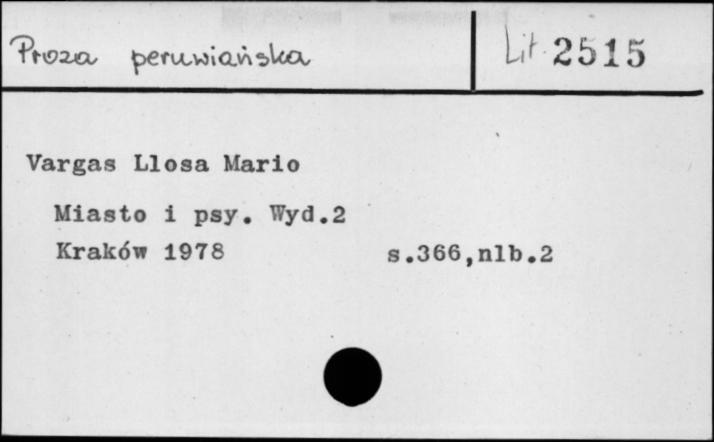 Proza peruwiańska
Lit. 2515
Vargas Llosa Mario
Miasto i psy. Wyd.2
Kraków 1978 s.366,nlb.2